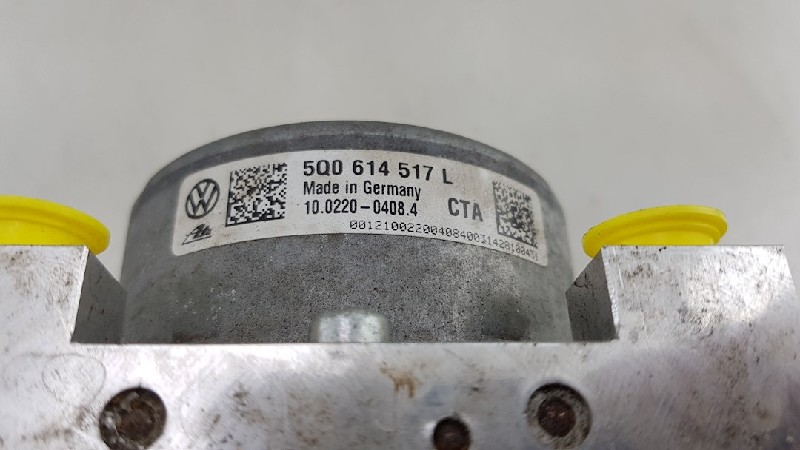 5Q0 614 517 L
Made in Germany
10.0220-0408.4 CTA